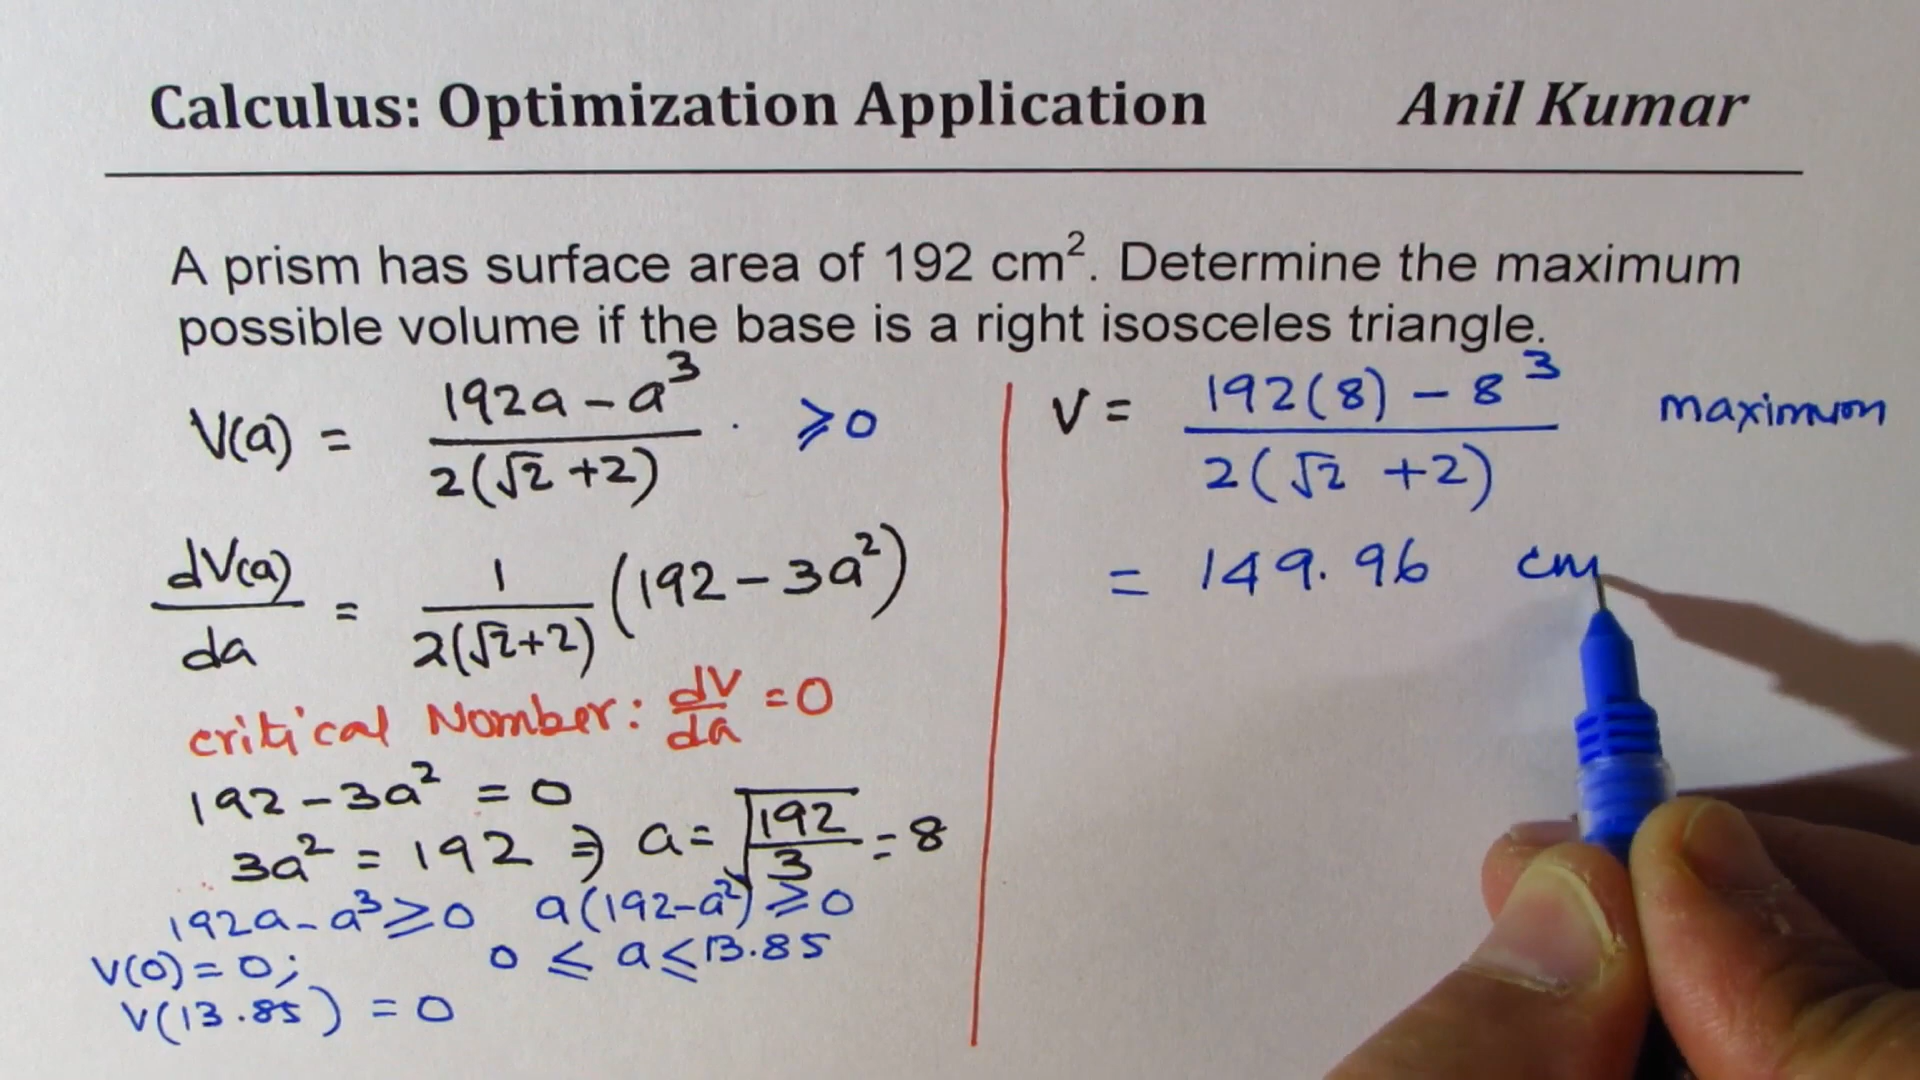 Calculus: Optimization Application Anil Kumar
A prism has surface area of 192 cm². Determine the maximum
possible volume if the base is a right isosceles triangle.
V(a) = (192a - a³)/(2(√2 + 2)) . ≥ 0
dV(a)/da = 1/(2(√2+2)) (192 - 3a²)
critical Number: dV/da = 0
192 - 3a² = 0
3a² = 192 ⇒ a = √(192/3) = 8
192a - a³ ≥ 0 a(192-a²) ≥ 0
V(0) = 0; 0 ≤ a ≤ 13.85
V(13.85) = 0
V = (192(8) - 8³)/(2(√2 + 2)) maximum
= 149.96 cm